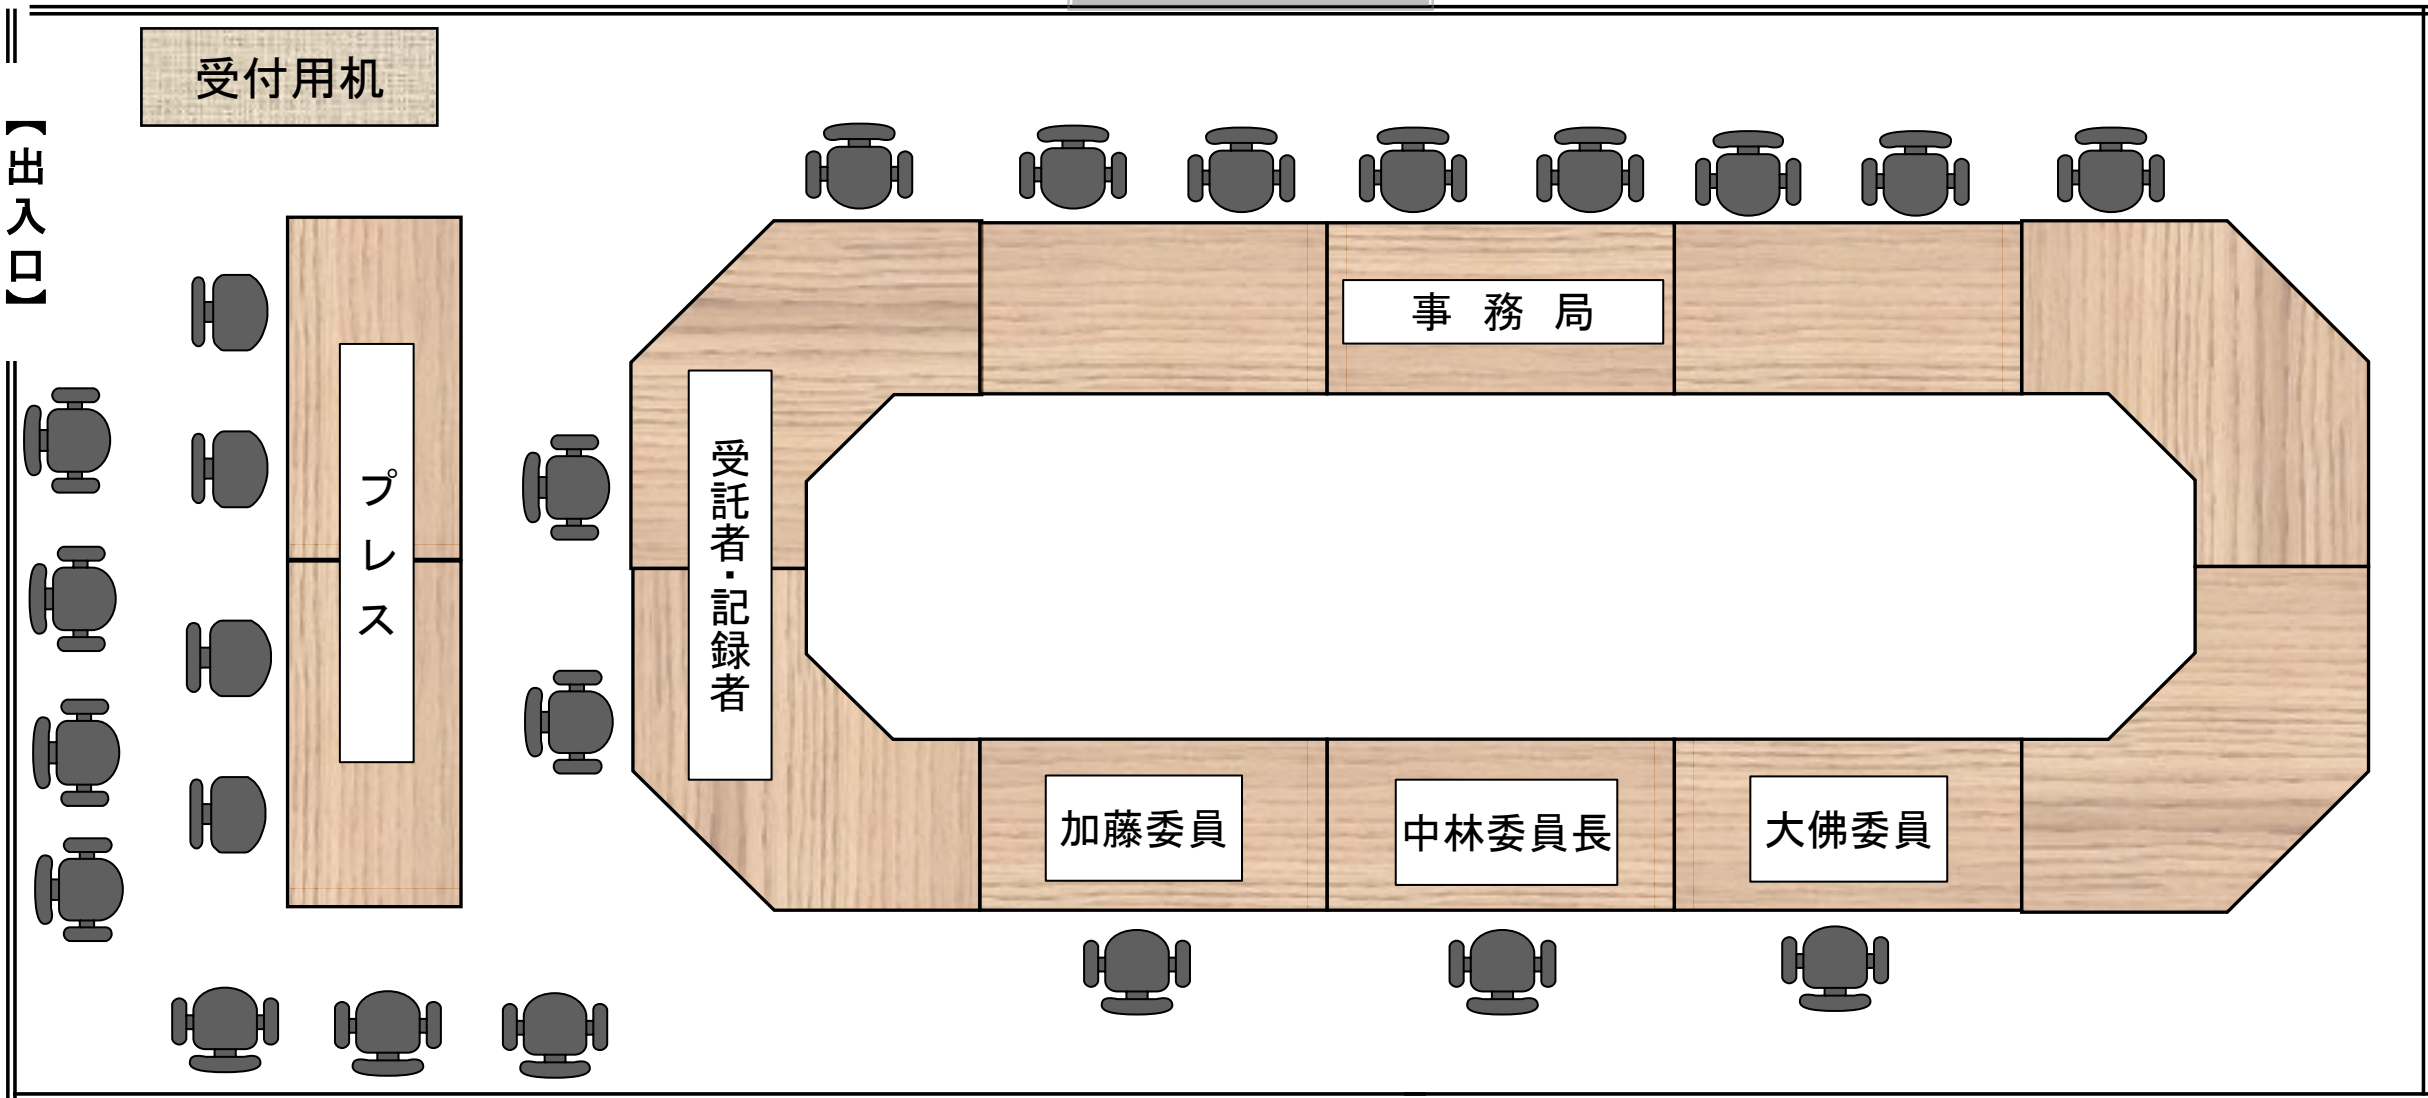 受付用机
【出入口】
事務局
プレス
受託者・記録者
加藤委員
中林委員長
大佛委員